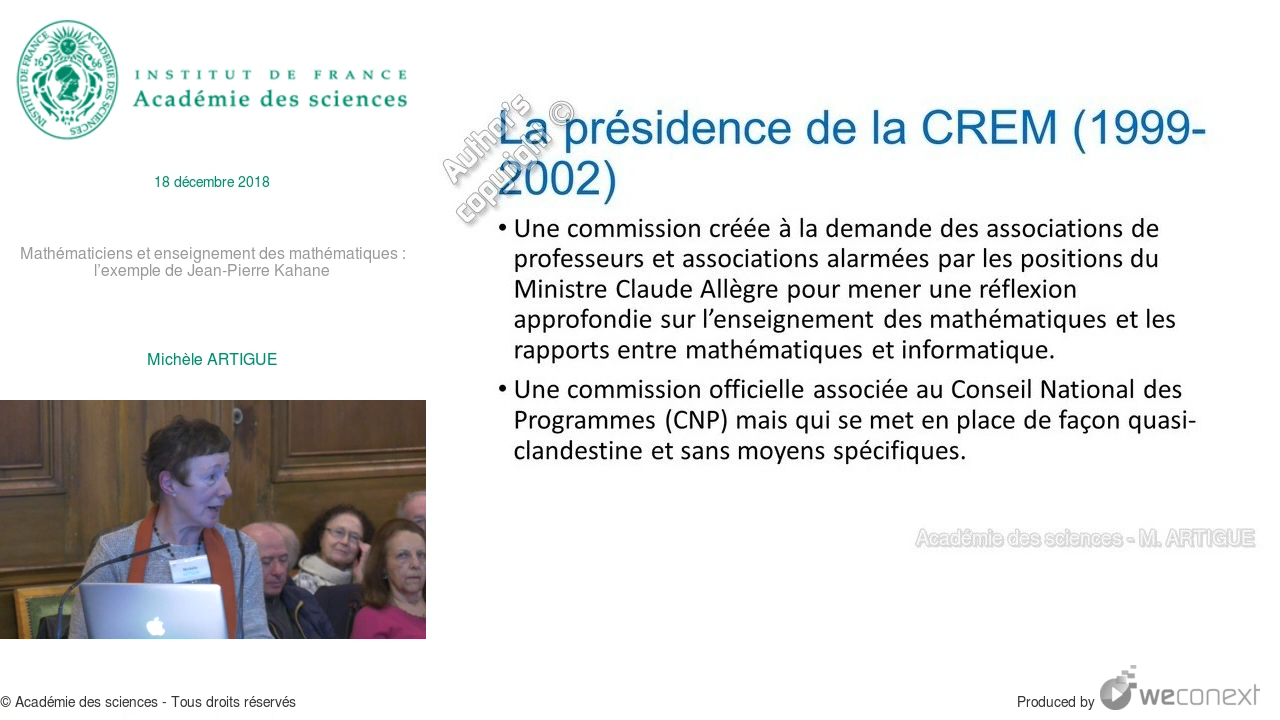 INSTITUT DE FRANCE
Académie des sciences
18 décembre 2018
Mathématiciens et enseignement des mathématiques :
l'exemple de Jean-Pierre Kahane
Michèle ARTIGUE
Author's
copyright ©
La présidence de la CREM (1999-
2002)
• Une commission créée à la demande des associations de
professeurs et associations alarmées par les positions du
Ministre Claude Allègre pour mener une réflexion
approfondie sur l'enseignement des mathématiques et les
rapports entre mathématiques et informatique.
• Une commission officielle associée au Conseil National des
Programmes (CNP) mais qui se met en place de façon quasi-
clandestine et sans moyens spécifiques.
Académie des sciences - M. ARTIGUE
© Académie des sciences - Tous droits réservés
Produced by weconext